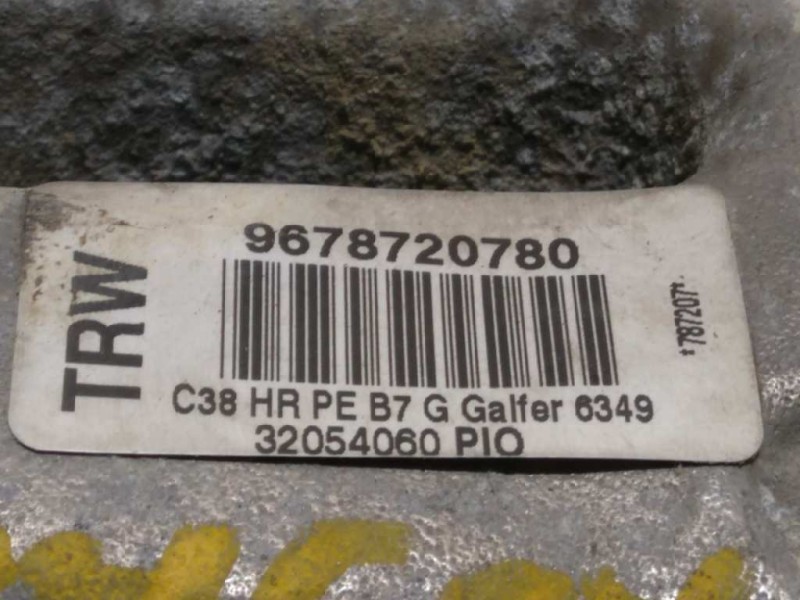 TRW
9678720780
C38 HR PE B7 G Galfer 6349
32054060 PIO
*787207*